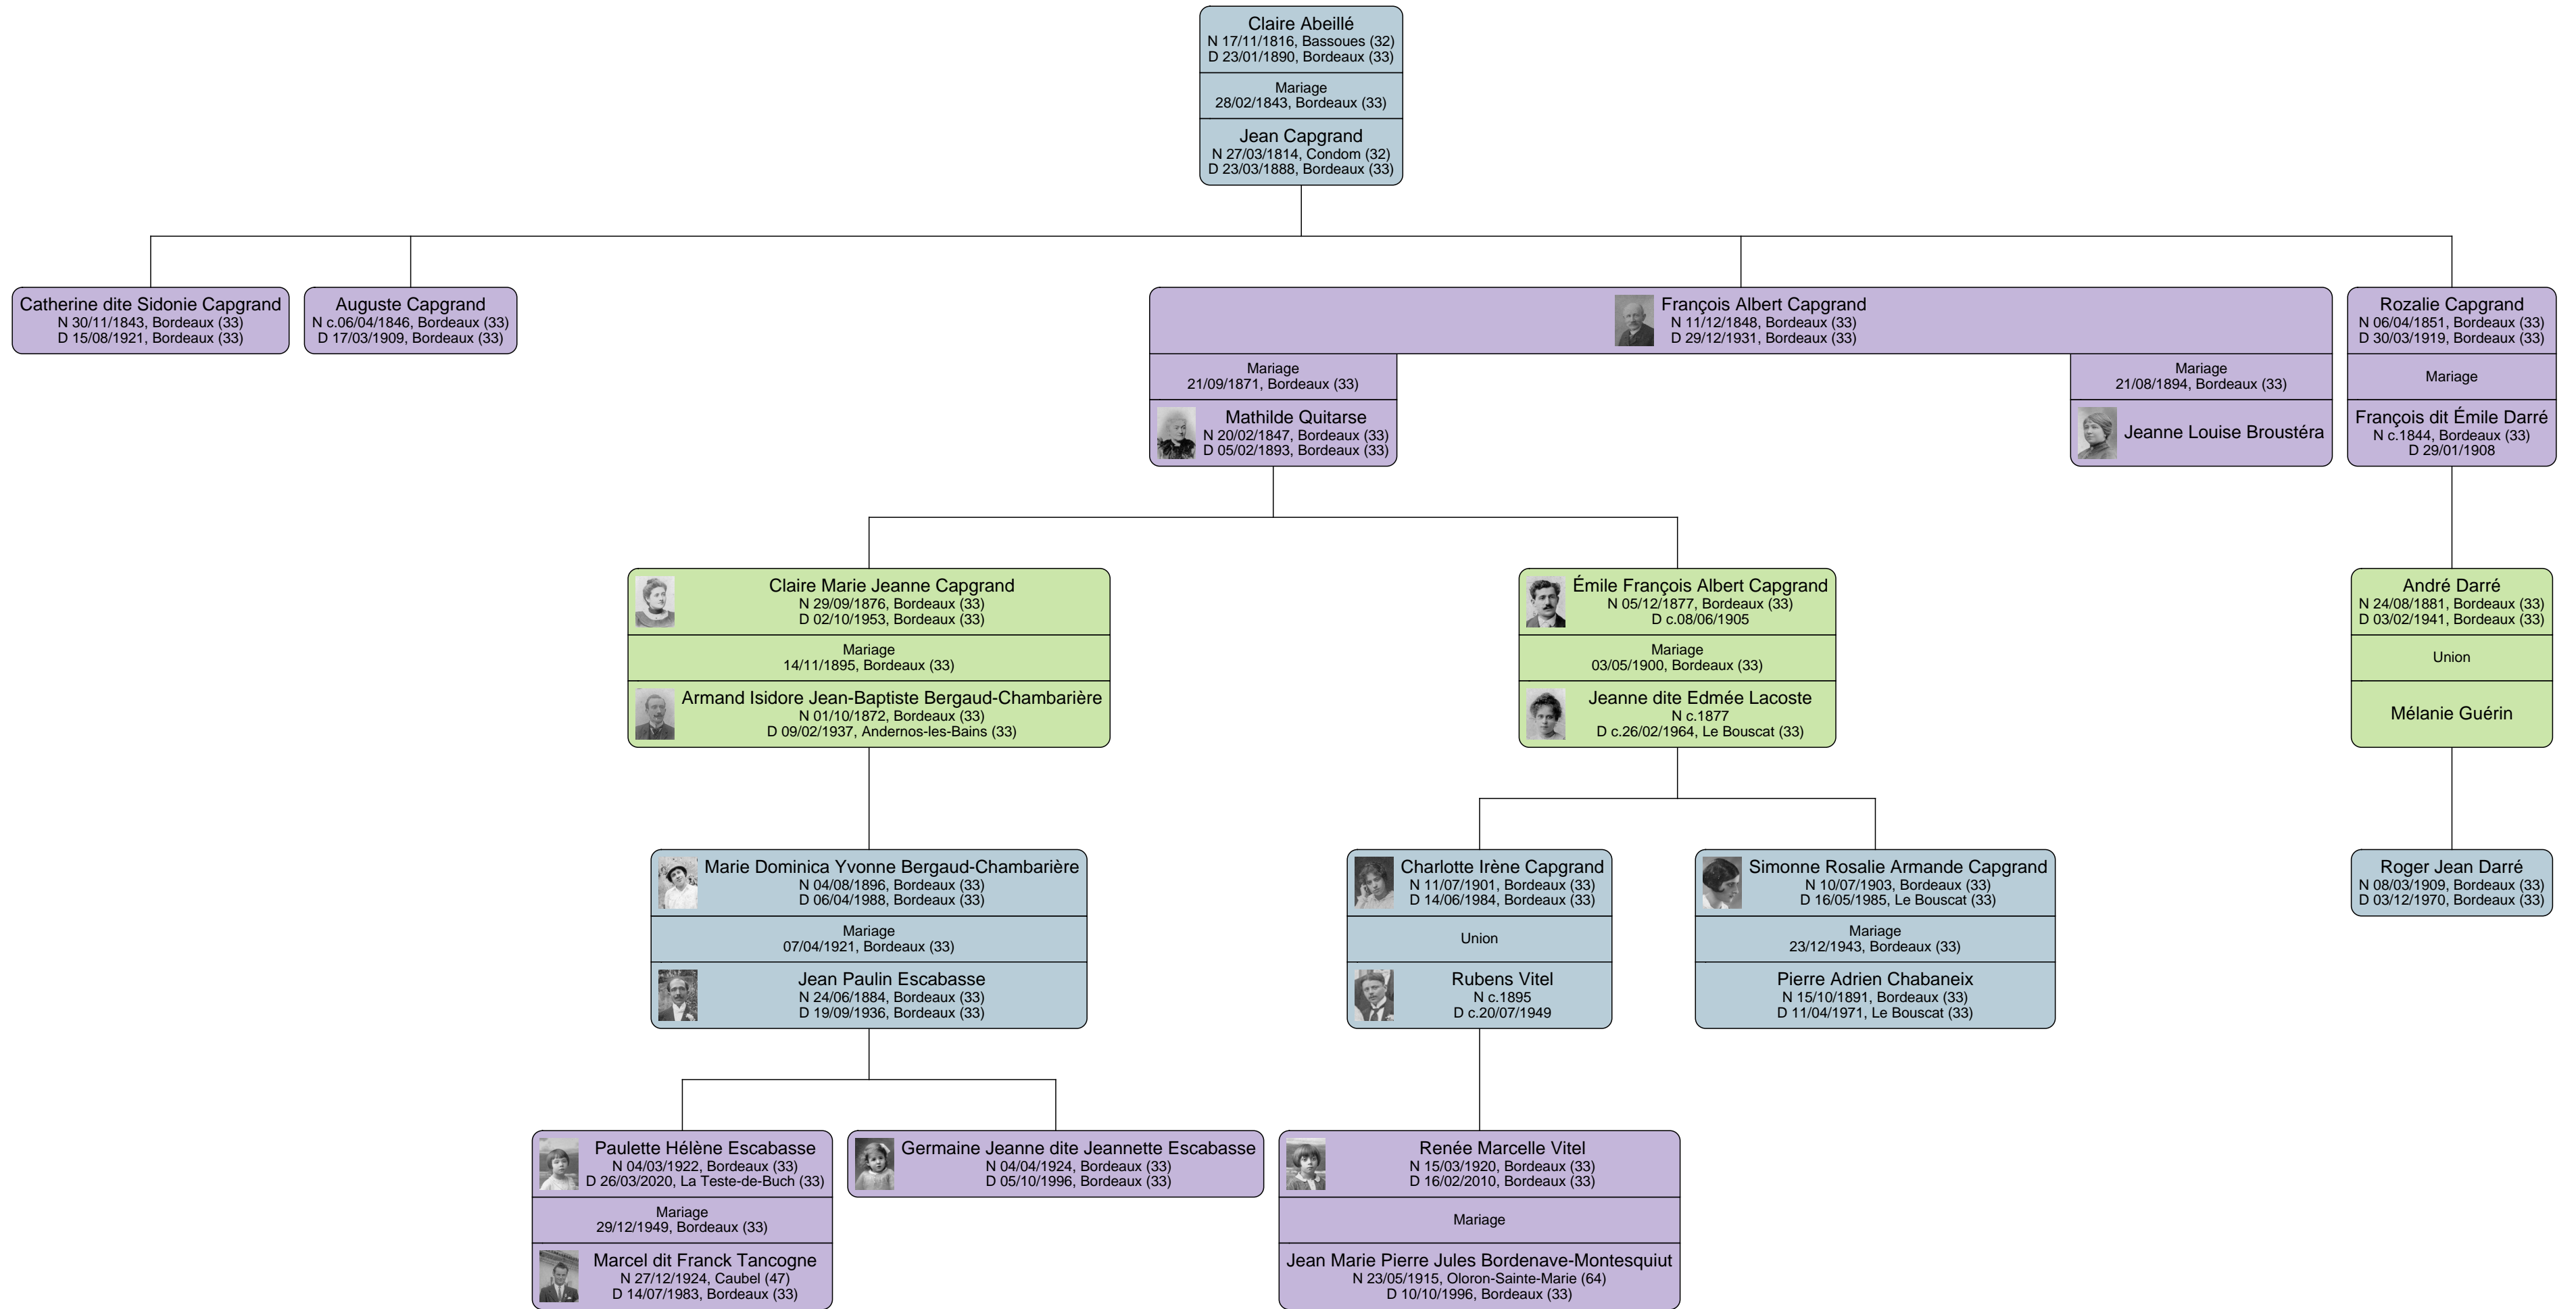 Claire Abeillé
N 17/11/1816, Bassoues (32)
D 23/01/1890, Bordeaux (33)
Mariage
28/02/1843, Bordeaux (33)
Jean Capgrand
N 27/03/1814, Condom (32)
D 23/03/1888, Bordeaux (33)
Catherine dite Sidonie Capgrand
N 30/11/1843, Bordeaux (33)
D 15/08/1921, Bordeaux (33)
Auguste Capgrand
N c.06/04/1846, Bordeaux (33)
D 17/03/1909, Bordeaux (33)
François Albert Capgrand
N 11/12/1848, Bordeaux (33)
D 29/12/1931, Bordeaux (33)
Mariage
21/09/1871, Bordeaux (33)
Mathilde Quitarse
N 20/02/1847, Bordeaux (33)
D 05/02/1893, Bordeaux (33)
Mariage
21/08/1894, Bordeaux (33)
Jeanne Louise Broustéra
Rozalie Capgrand
N 06/04/1851, Bordeaux (33)
D 30/03/1919, Bordeaux (33)
Mariage
François dit Émile Darré
N c.1844, Bordeaux (33)
D 29/01/1908
Claire Marie Jeanne Capgrand
N 29/09/1876, Bordeaux (33)
D 02/10/1953, Bordeaux (33)
Mariage
14/11/1895, Bordeaux (33)
Armand Isidore Jean-Baptiste Bergaud-Chambarière
N 01/10/1872, Bordeaux (33)
D 09/02/1937, Andernos-les-Bains (33)
Émile François Albert Capgrand
N 05/12/1877, Bordeaux (33)
D c.08/06/1905
Mariage
03/05/1900, Bordeaux (33)
Jeanne dite Edmée Lacoste
N c.1877
D c.26/02/1964, Le Bouscat (33)
André Darré
N 24/08/1881, Bordeaux (33)
D 03/02/1941, Bordeaux (33)
Union
Mélanie Guérin
Marie Dominica Yvonne Bergaud-Chambarière
N 04/08/1896, Bordeaux (33)
D 06/04/1988, Bordeaux (33)
Mariage
07/04/1921, Bordeaux (33)
Jean Paulin Escabasse
N 24/06/1884, Bordeaux (33)
D 19/09/1936, Bordeaux (33)
Charlotte Irène Capgrand
N 11/07/1901, Bordeaux (33)
D 14/06/1984, Bordeaux (33)
Union
Rubens Vitel
N c.1895
D c.20/07/1949
Simonne Rosalie Armande Capgrand
N 10/07/1903, Bordeaux (33)
D 16/05/1985, Le Bouscat (33)
Mariage
23/12/1943, Bordeaux (33)
Pierre Adrien Chabaneix
N 15/10/1891, Bordeaux (33)
D 11/04/1971, Le Bouscat (33)
Roger Jean Darré
N 08/03/1909, Bordeaux (33)
D 03/12/1970, Bordeaux (33)
Paulette Hélène Escabasse
N 04/03/1922, Bordeaux (33)
D 26/03/2020, La Teste-de-Buch (33)
Mariage
29/12/1949, Bordeaux (33)
Marcel dit Franck Tancogne
N 27/12/1924, Caubel (47)
D 14/07/1983, Bordeaux (33)
Germaine Jeanne dite Jeannette Escabasse
N 04/04/1924, Bordeaux (33)
D 05/10/1996, Bordeaux (33)
Renée Marcelle Vitel
N 15/03/1920, Bordeaux (33)
D 16/02/2010, Bordeaux (33)
Mariage
Jean Marie Pierre Jules Bordenave-Montesquiut
N 23/05/1915, Oloron-Sainte-Marie (64)
D 10/10/1996, Bordeaux (33)